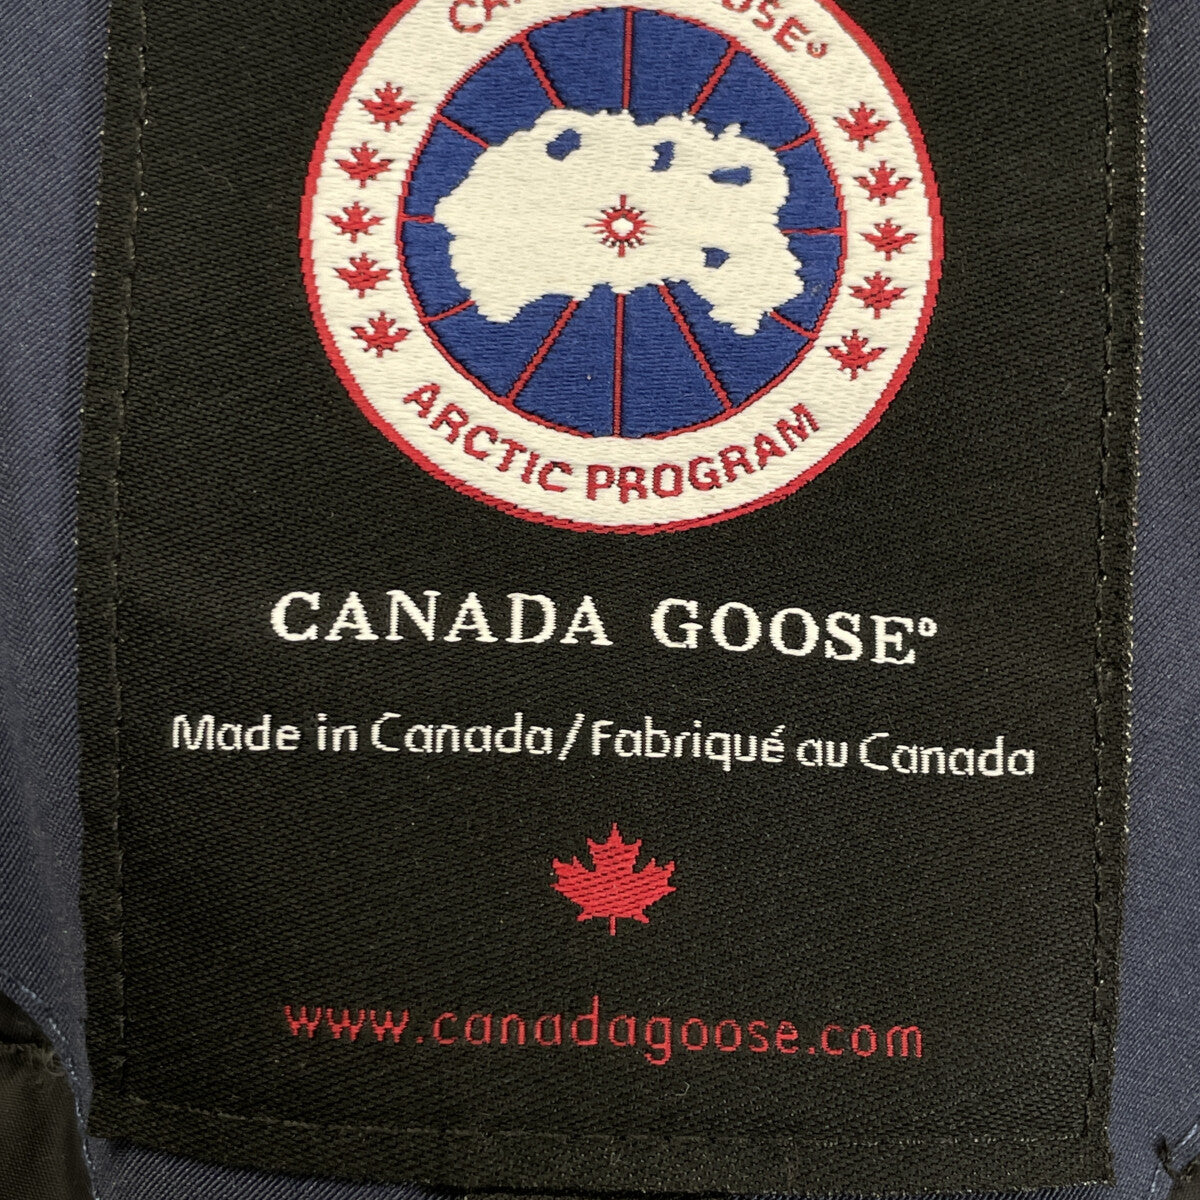 ARCTIC PROGRAM
CANADA GOOSE®
Made in Canada/Fabriqué au Canada
www.canadagoose.com